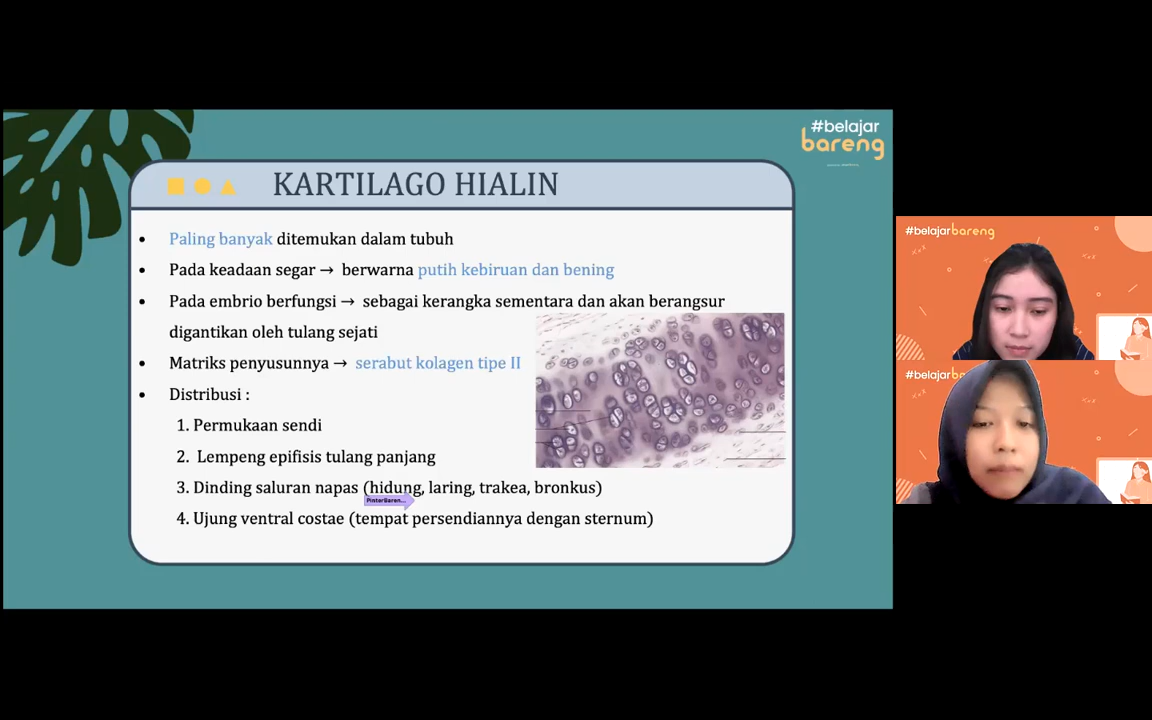 #belajar
bareng
KARTILAGO HIALIN
• Paling banyak ditemukan dalam tubuh
• Pada keadaan segar → berwarna putih kebiruan dan bening
• Pada embrio berfungsi → sebagai kerangka sementara dan akan berangsur
digantikan oleh tulang sejati
• Matriks penyusunnya → serabut kolagen tipe II
• Distribusi :
1. Permukaan sendi
2. Lempeng epifisis tulang panjang
3. Dinding saluran napas (hidung, laring, trakea, bronkus)
PinterBaren...
4. Ujung ventral costae (tempat persendiannya dengan sternum)
#belajarbareng
#belajarba